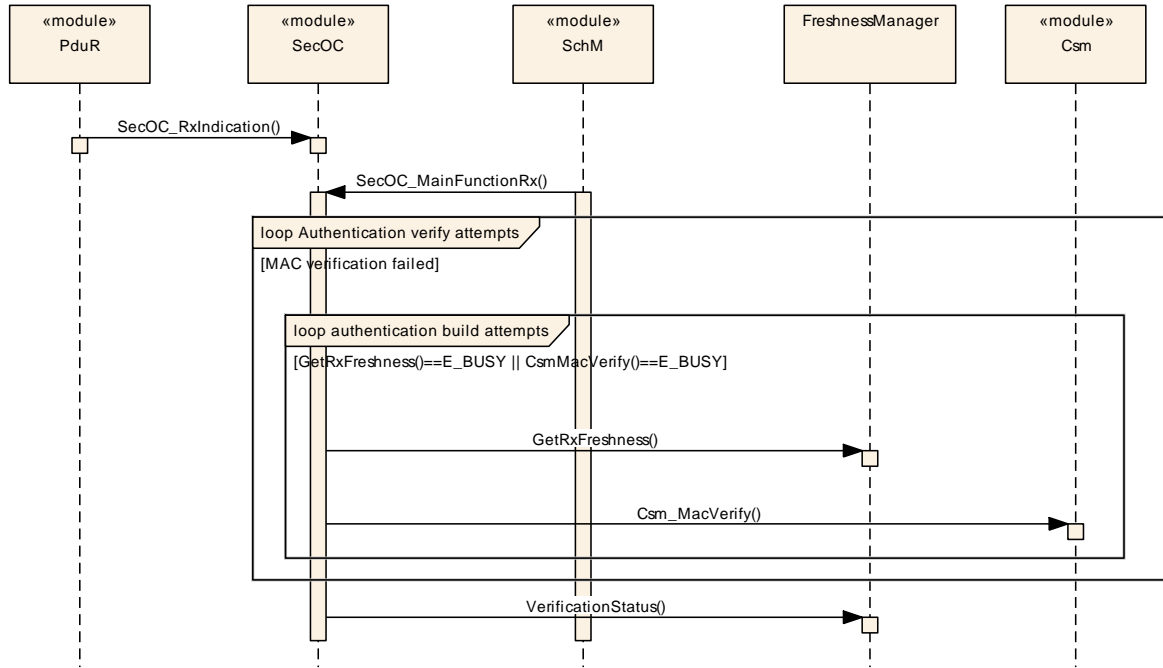 «module»
PduR
«module»
SecOC
«module»
SchM
FreshnessManager
«module»
Csm
SecOC_RxIndication()
SecOC_MainFunctionRx()
loop Authentication verify attempts
[MAC verification failed]
loop authentication build attempts
[GetRxFreshness()==E_BUSY || CsmMacVerify()==E_BUSY]
GetRxFreshness()
Csm_MacVerify()
VerificationStatus()